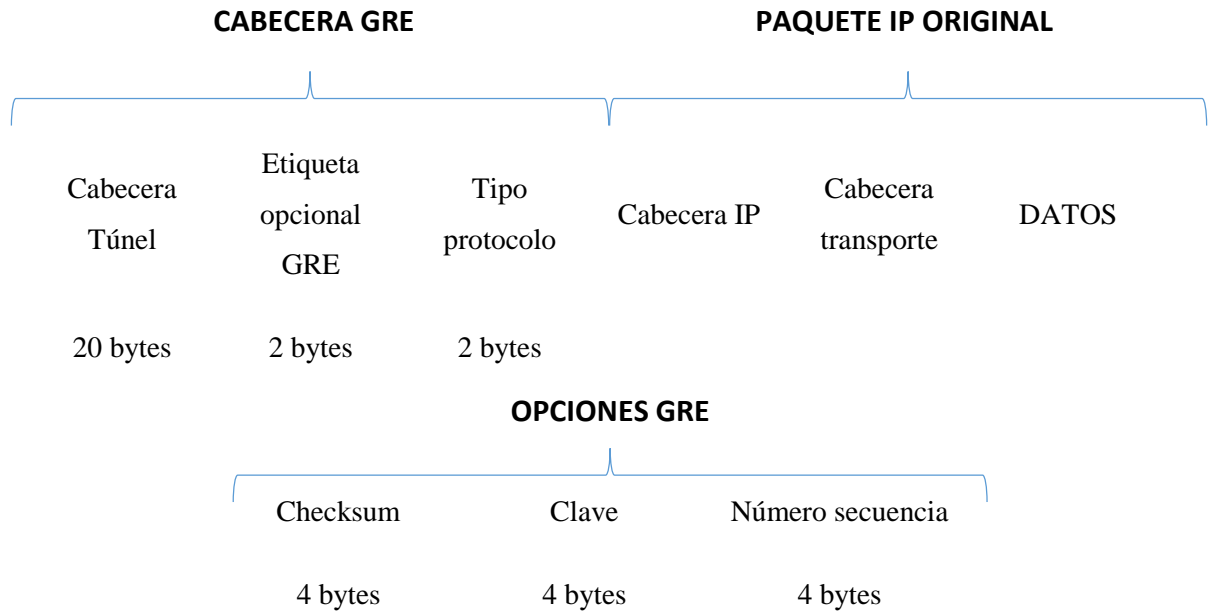 CABECERA GRE PAQUETE IP ORIGINAL
Cabecera Túnel
Etiqueta opcional GRE
Tipo protocolo
Cabecera IP
Cabecera transporte
DATOS
20 bytes 2 bytes 2 bytes
OPCIONES GRE
Checksum Clave Número secuencia
4 bytes 4 bytes 4 bytes